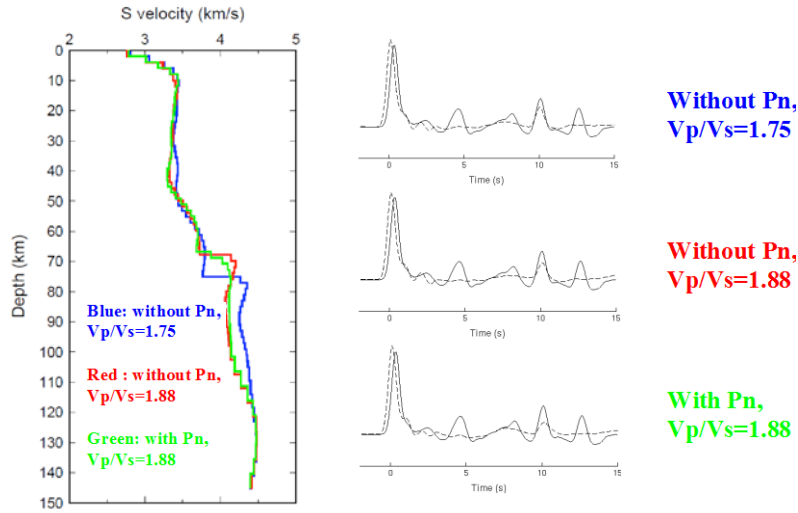 S velocity (km/s)
2 3 4 5
0
10
20
30
40
50
60
70
80
90
100
110
120
130
140
150
Depth (km)
Blue: without Pn,
Vp/Vs=1.75
Red : without Pn,
Vp/Vs=1.88
Green: with Pn,
Vp/Vs=1.88
0 5 10 15
Time (s)
Without Pn,
Vp/Vs=1.75
0 5 10 15
Time (s)
Without Pn,
Vp/Vs=1.88
0 5 10 15
Time (s)
With Pn,
Vp/Vs=1.88